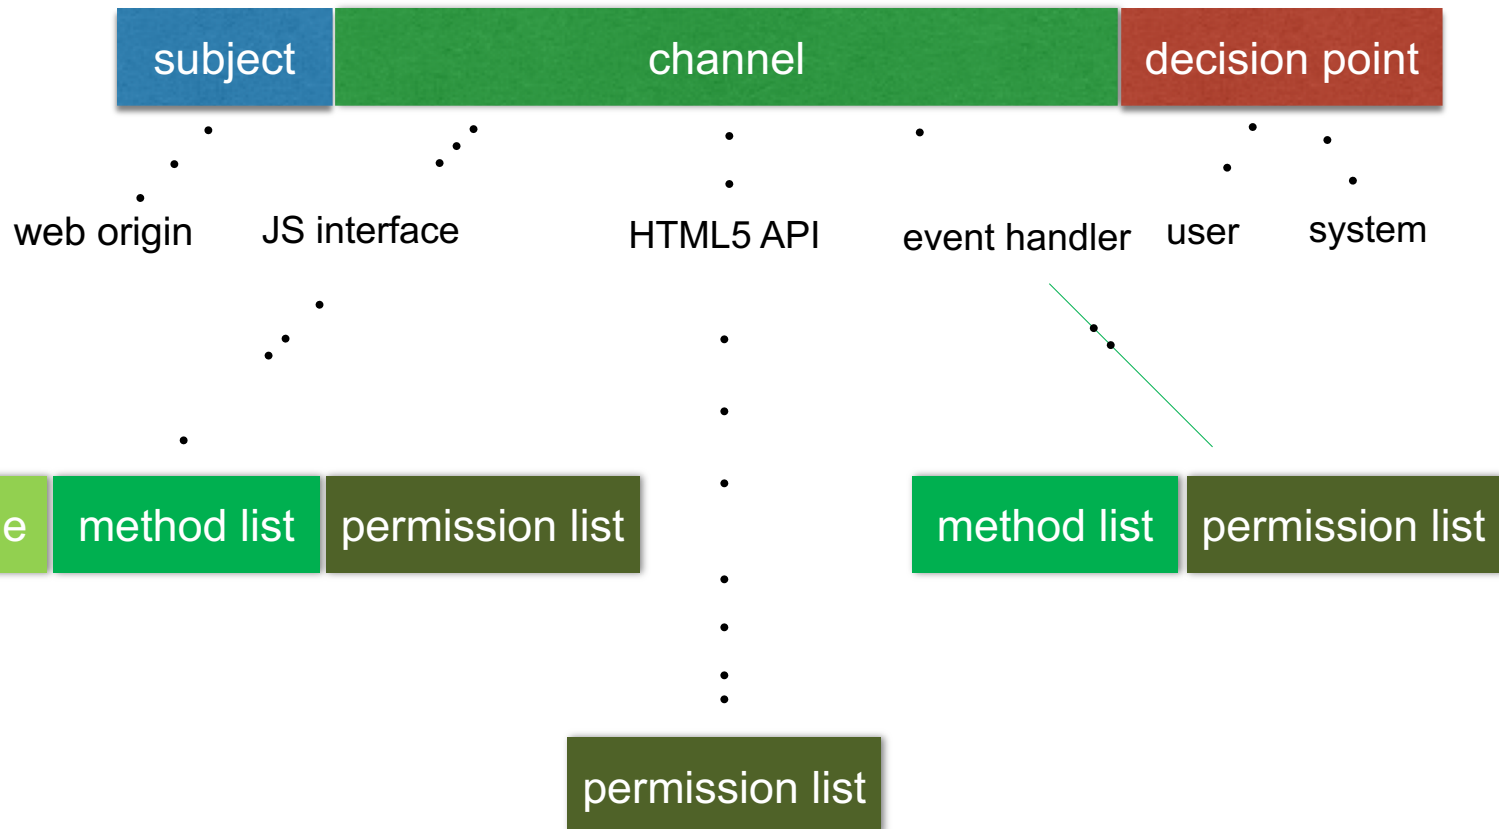 subject
channel
decision point
web origin
JS interface
HTML5 API
event handler
user
system
e
method list
permission list
method list
permission list
permission list